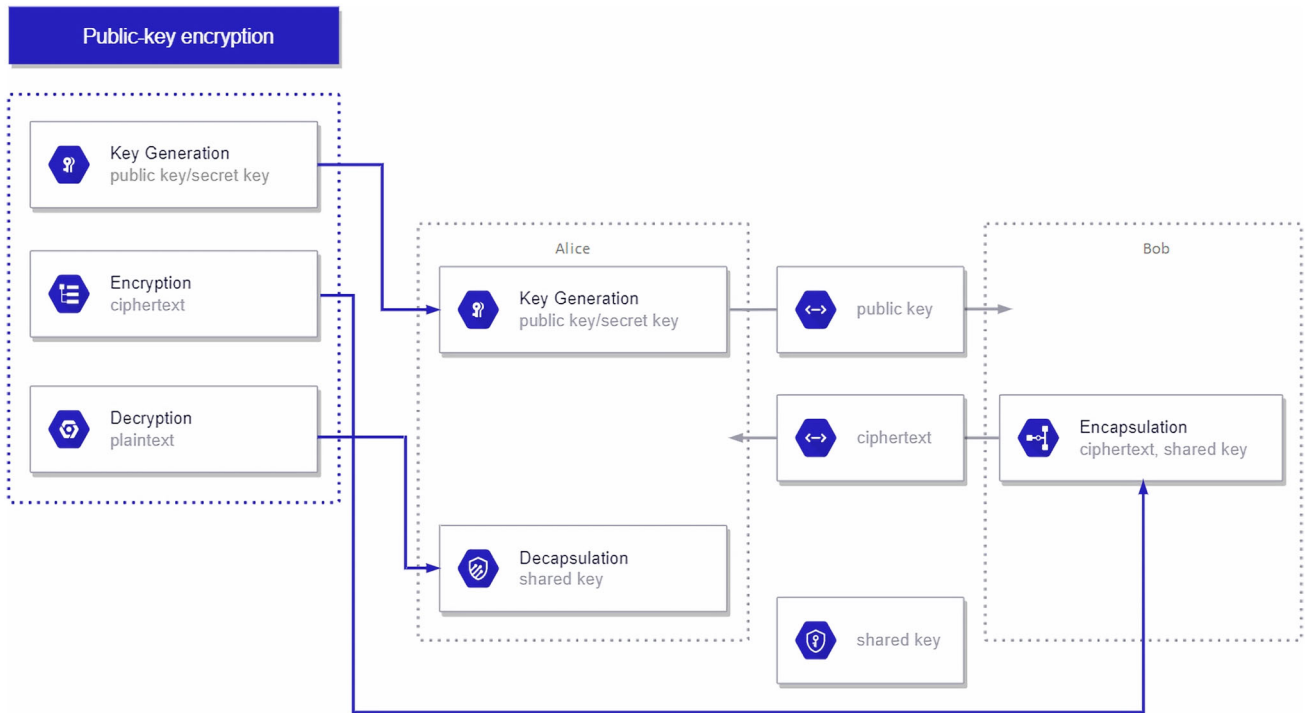 Public-key encryption
Key Generation
public key/secret key
Encryption
ciphertext
Decryption
plaintext
Alice
Key Generation
public key/secret key
Decapsulation
shared key
public key
ciphertext
shared key
Bob
Encapsulation
ciphertext, shared key